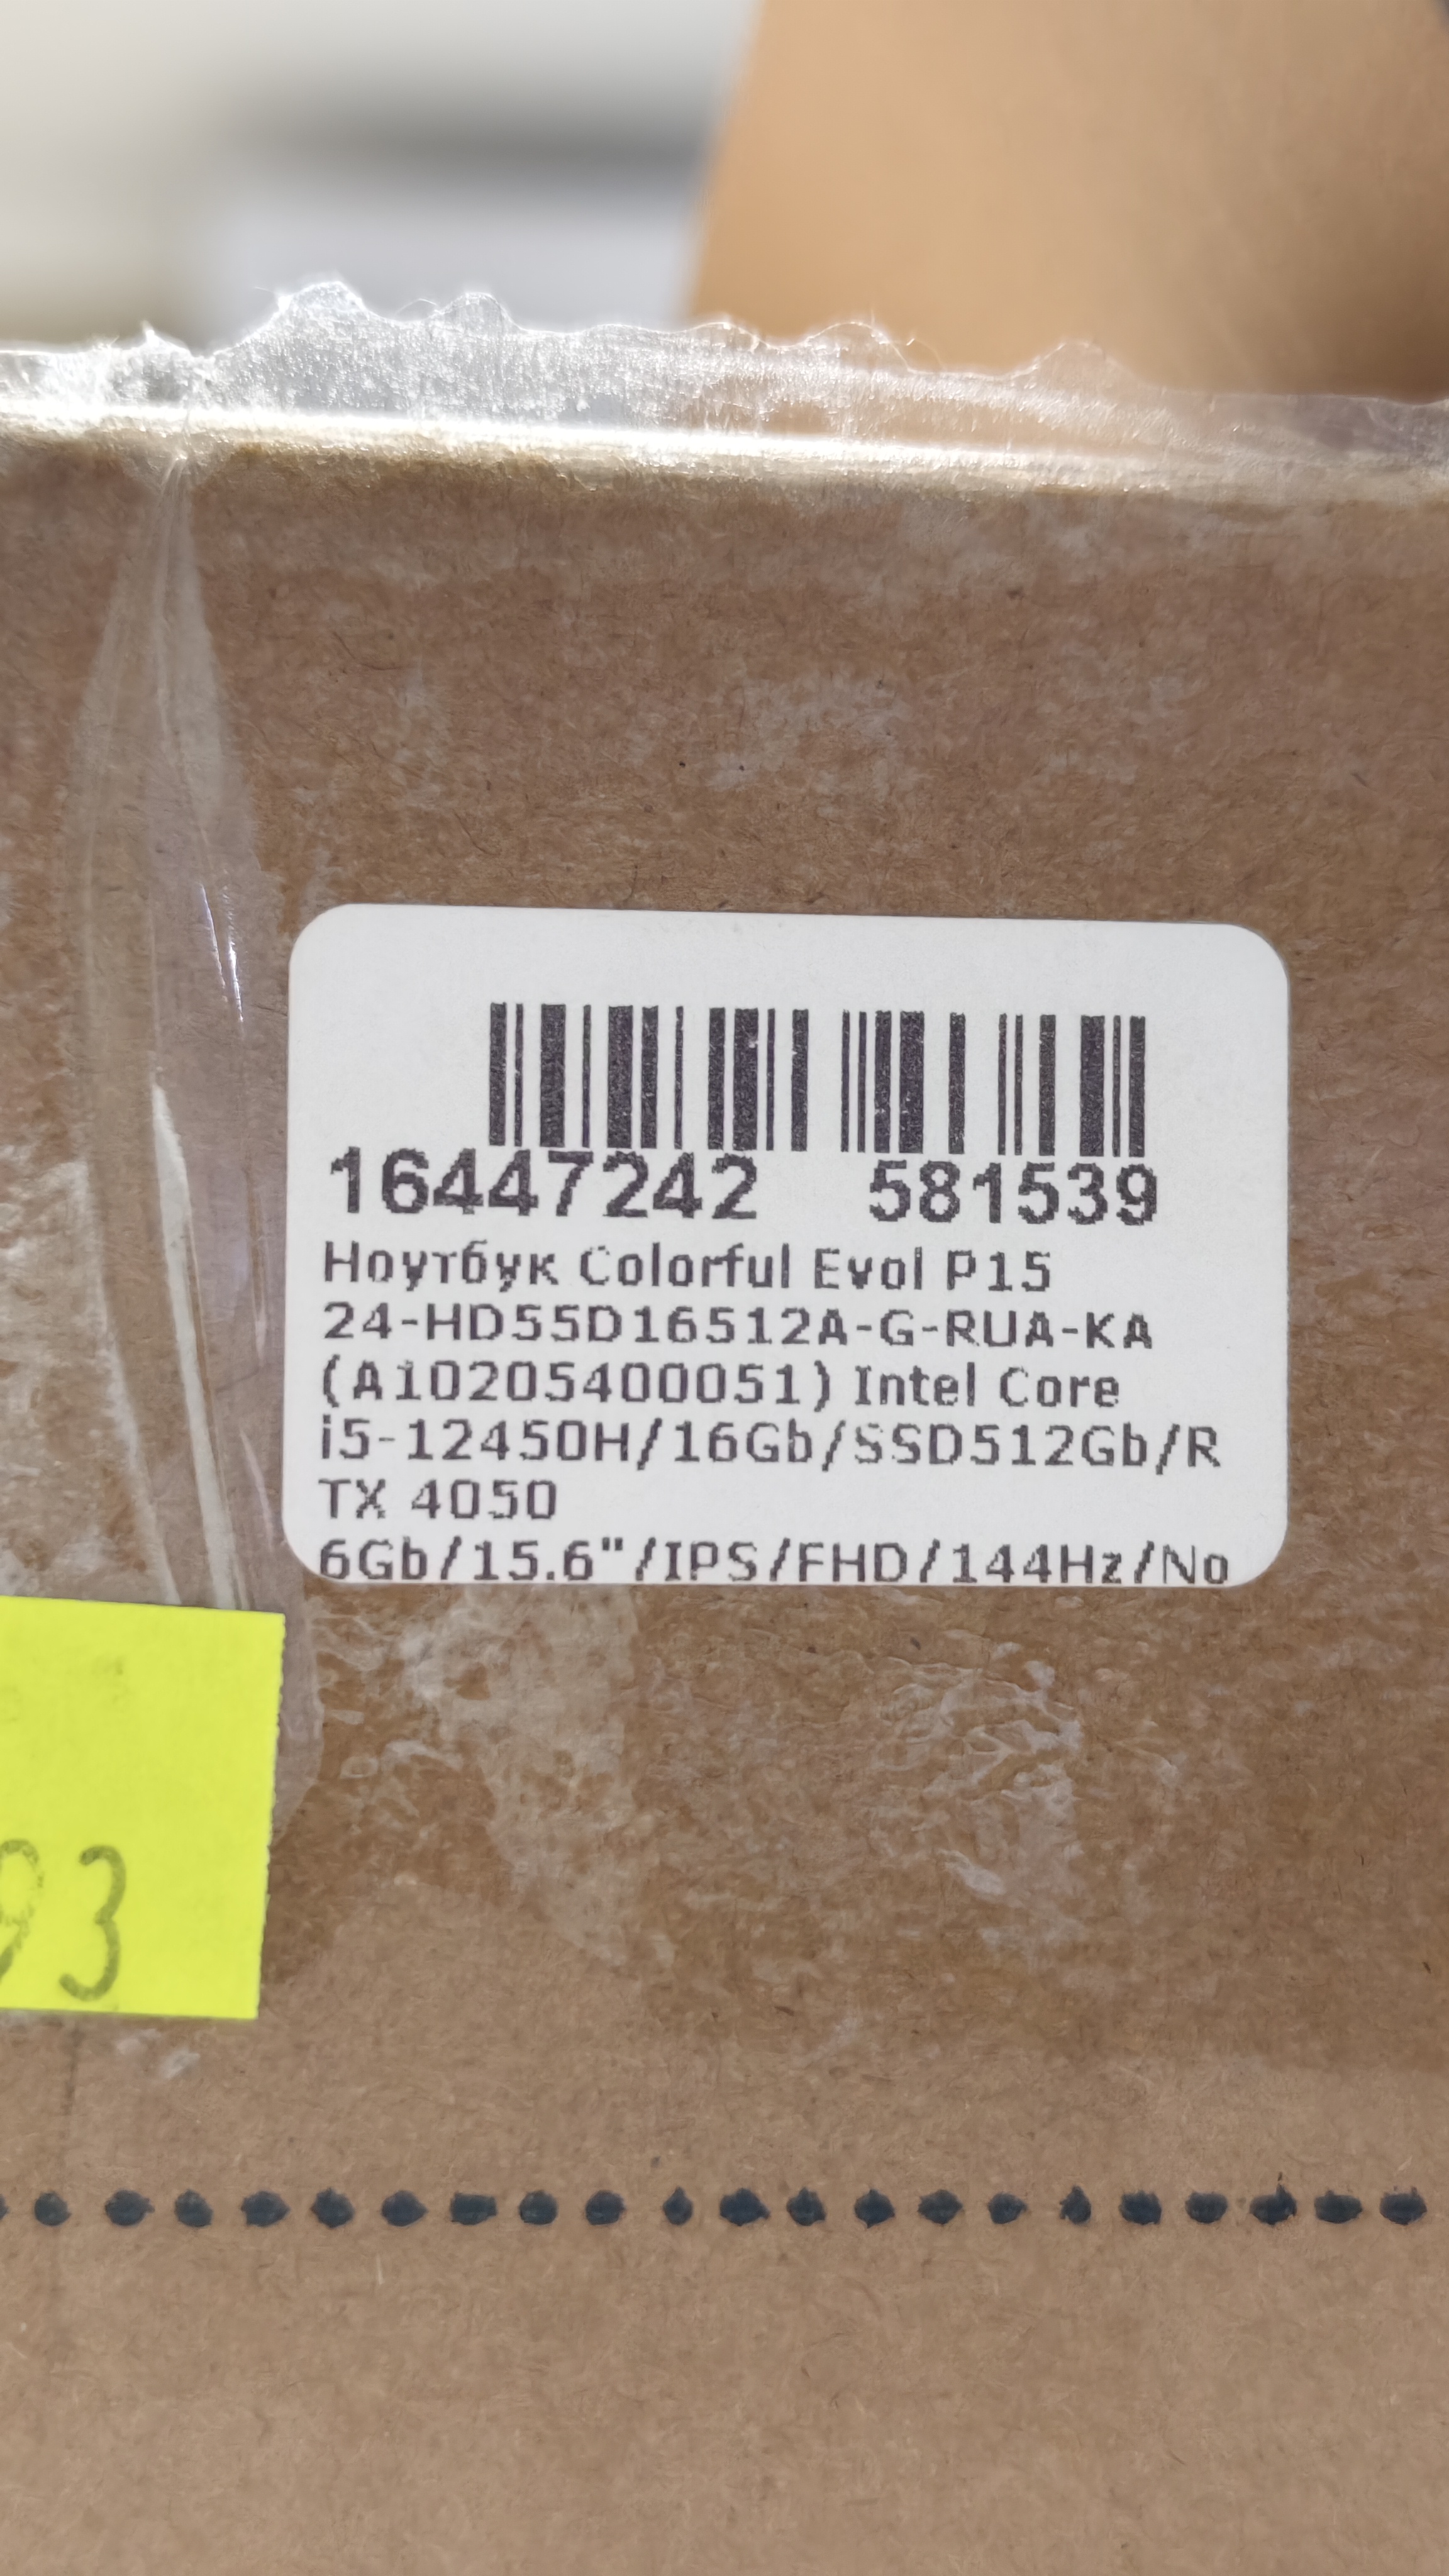 16447242 581539
Ноутбук Colorful Evol P15
24-HD55D16512A-G-RUA-KA
(A10205400051) Intel Core
i5-12450H/16Gb/SSD512Gb/R
TX 4050
6Gb/15.6"/IPS/FHD/144Hz/No
93